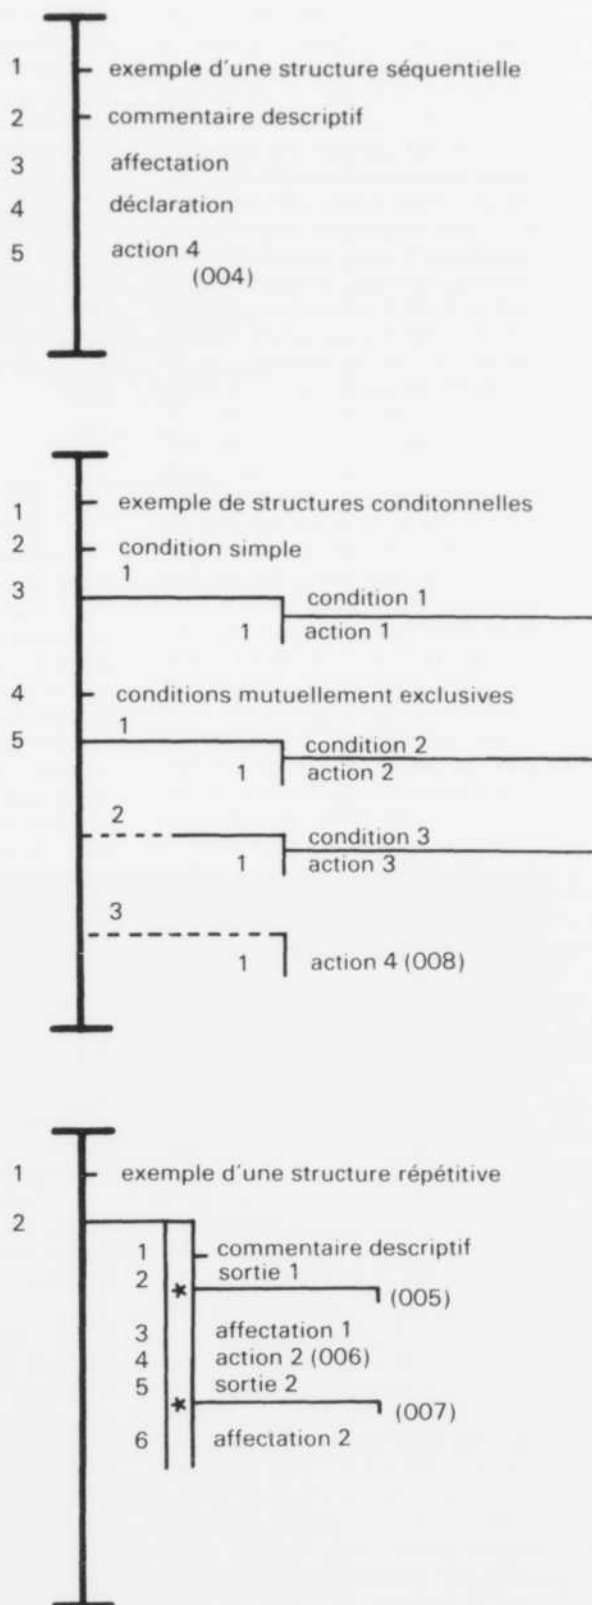 1 exemple d'une structure séquentielle
2 commentaire descriptif
3 affectation
4 déclaration
5 action 4
(004)
1 exemple de structures conditonnelles
2 condition simple
1
3 condition 1
1 action 1
4 conditions mutuellement exclusives
1
5 condition 2
1 action 2
2
condition 3
1 action 3
3
1 action 4 (008)
1 exemple d'une structure répétitive
2
1 commentaire descriptif
2 * sortie 1
(005)
3 affectation 1
4 action 2 (006)
5 sortie 2
*
(007)
6 affectation 2